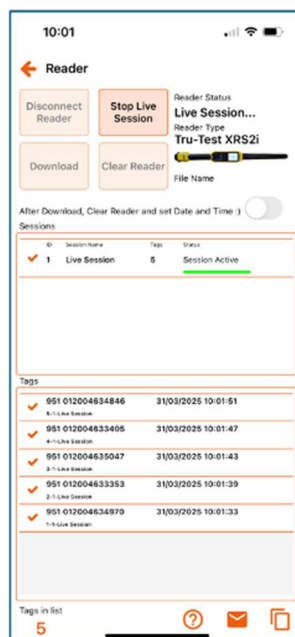 10:01
Reader
Disconnect Reader
Stop Live Session
Reader Status
Live Session...
Reader Type
Tru-Test XRS2i
Download
Clear Reader
File Name
After Download, Clear Reader and set Date and Time :)
Sessions
ID Session Name Tags Status
1 Live Session 5 Session Active
Tags
951 012004634846 31/03/2025 10:01:51
5-1-Live Session
951 012004633405 31/03/2025 10:01:47
4-1-Live Session
951 012004635047 31/03/2025 10:01:43
3-1-Live Session
951 012004633353 31/03/2025 10:01:39
2-1-Live Session
951 012004634970 31/03/2025 10:01:33
1-1-Live Session
Tags in list
5